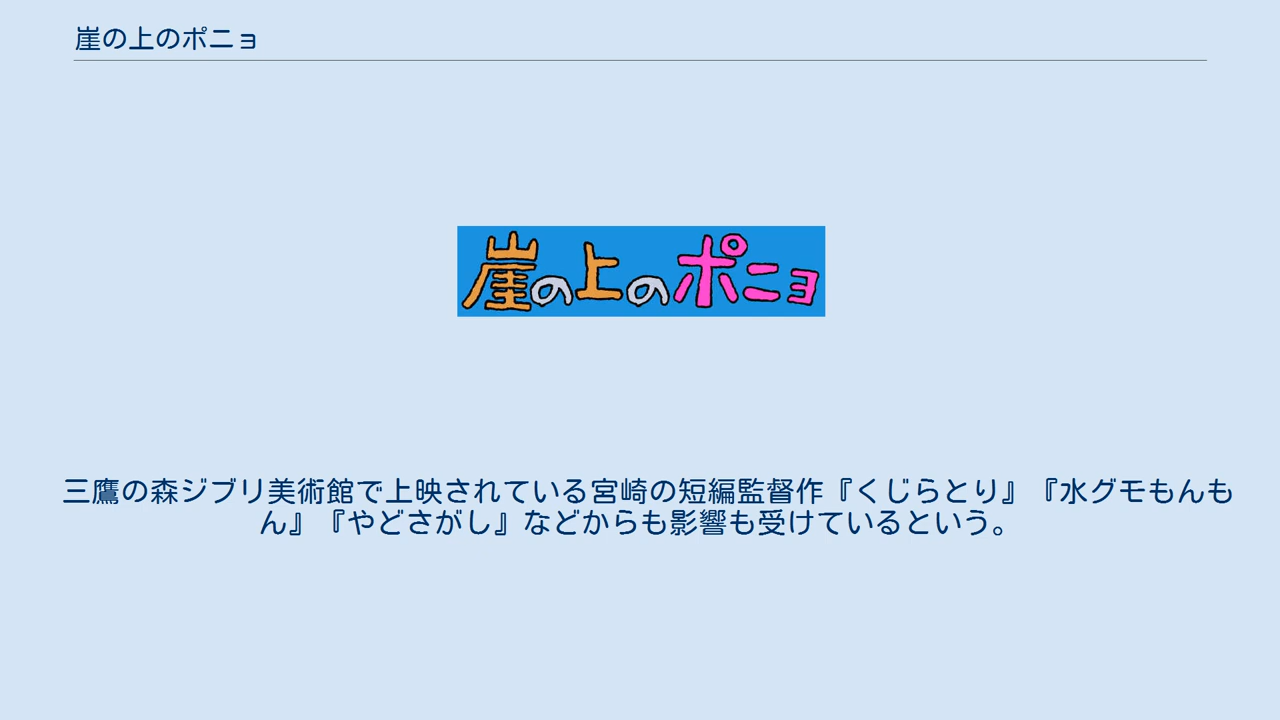 崖の上のポニョ
崖の上のポニョ
三鷹の森ジブリ美術館で上映されている宮崎の短編監督作『くじらとり』『水グモもんも
ん』『やどさがし』などからも影響も受けているという。